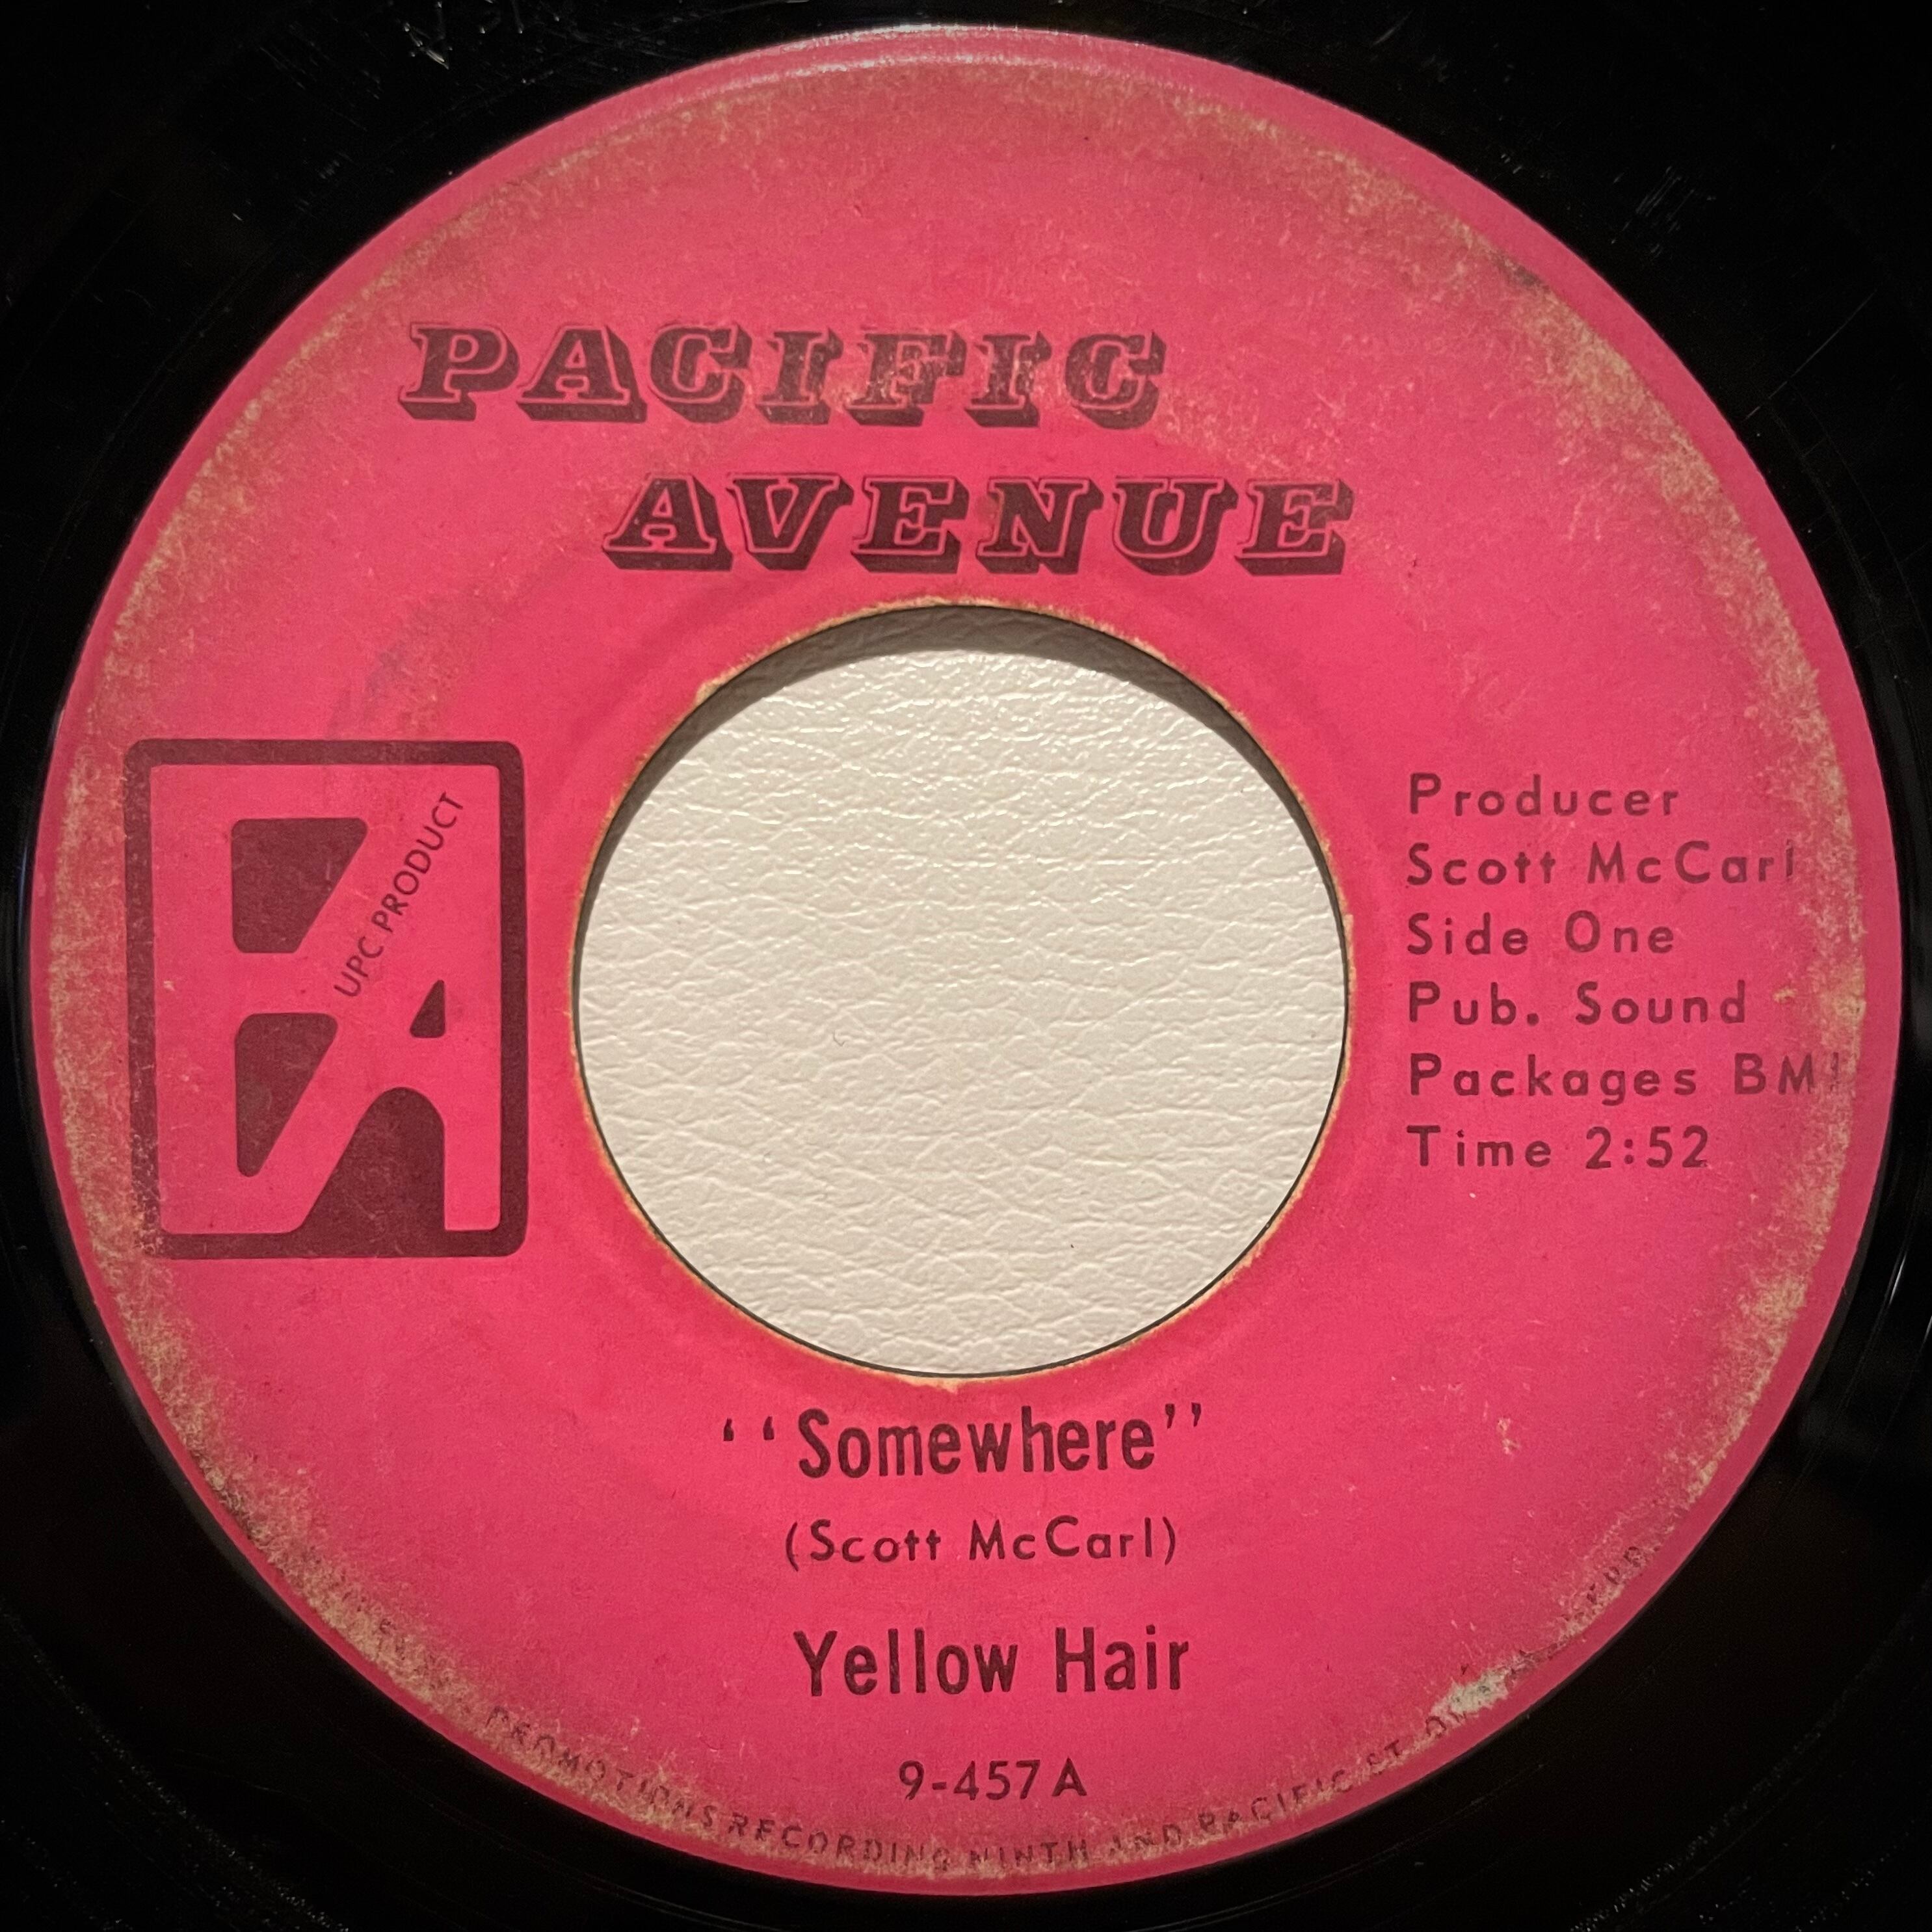 PACIFIC
AVENUE
UPC PRODUCT
Producer
Scott McCarl
Side One
Pub. Sound
Packages BMI
Time 2:52
‘‘Somewhere’’
(Scott McCarl)
Yellow Hair
9-457A
PROMOTIONS RECORDING NINTH AND PACIFIC ST.